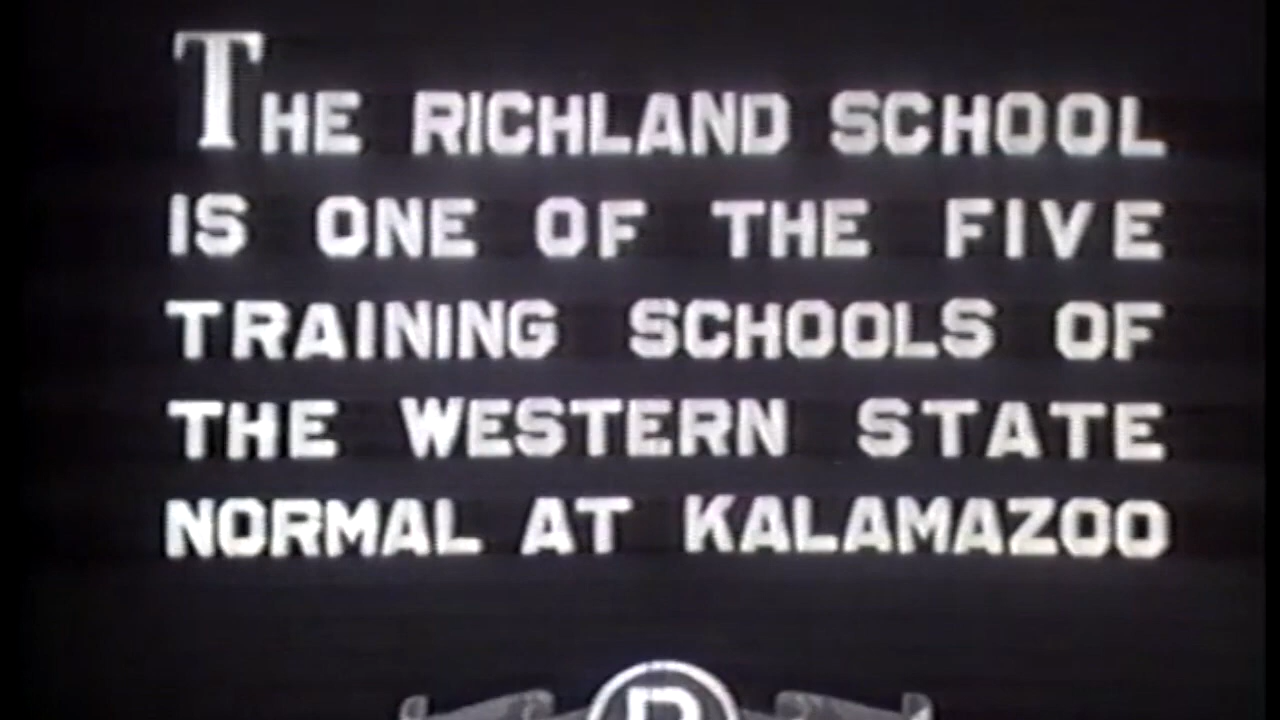 THE RICHLAND SCHOOL
IS ONE OF THE FIVE
TRAINING SCHOOLS OF
THE WESTERN STATE
NORMAL AT KALAMAZOO